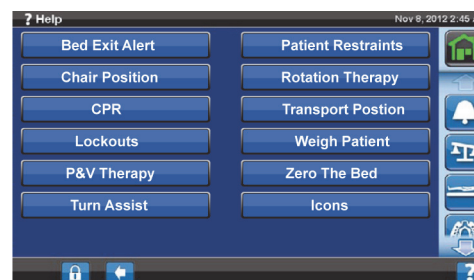 ? Help
Nov 8, 2012 2:45
Bed Exit Alert
Patient Restraints
Chair Position
Rotation Therapy
CPR
Transport Postion
Lockouts
Weigh Patient
P&V Therapy
Zero The Bed
Turn Assist
Icons
?